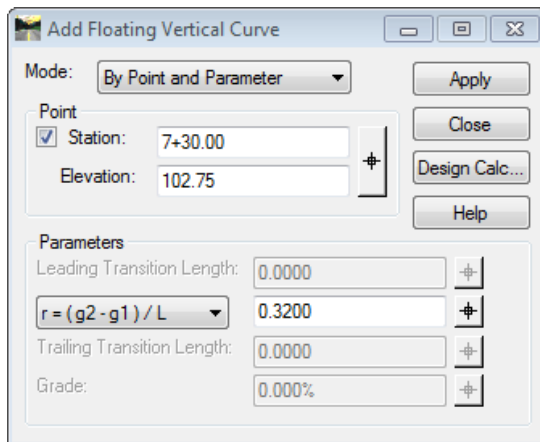 Add Floating Vertical Curve
Mode: By Point and Parameter
Apply
Point
Station: 7+30.00
Close
Elevation: 102.75
Design Calc...
Help
Parameters
Leading Transition Length: 0.0000
r = ( g2 - g1 ) / L 0.3200
Trailing Transition Length: 0.0000
Grade: 0.000%